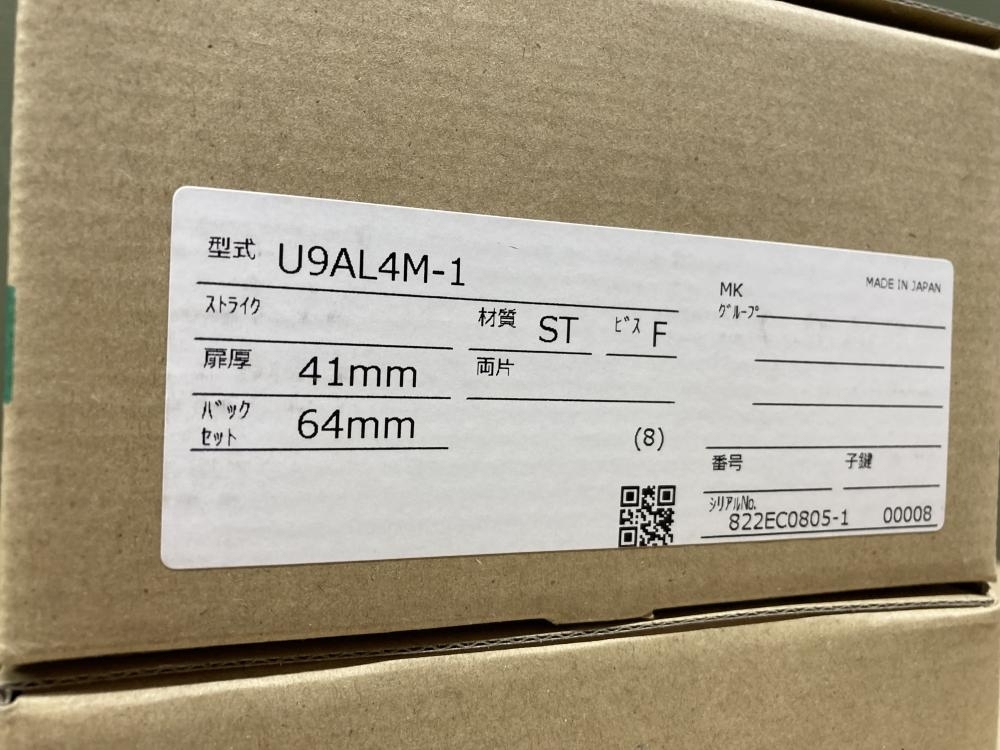 型式 U9AL4M-1
MADE IN JAPAN
ストライク
材質 ST ビス F
MK
グループ
扉厚 41mm
両片
バックセット 64mm
(8)
番号 子鍵
シリアルNo.
822EC0805-1 00008